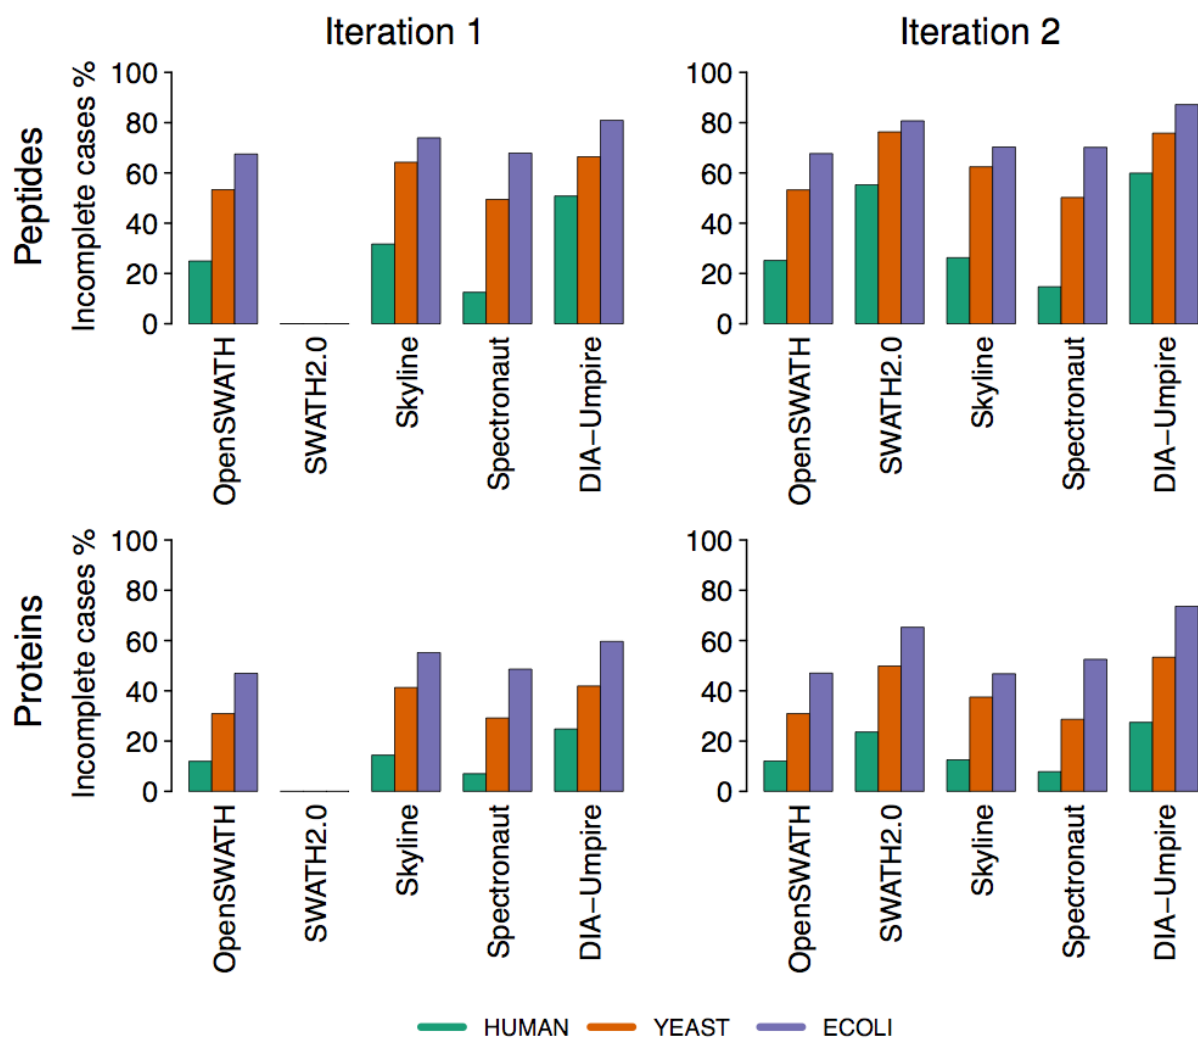 Iteration 1
Iteration 2
Peptides
Incomplete cases %
100
80
60
40
20
0
OpenSWATH
SWATH2.0
Skyline
Spectronaut
DIA−Umpire
100
80
60
40
20
0
OpenSWATH
SWATH2.0
Skyline
Spectronaut
DIA−Umpire
Proteins
Incomplete cases %
100
80
60
40
20
0
OpenSWATH
SWATH2.0
Skyline
Spectronaut
DIA−Umpire
100
80
60
40
20
0
OpenSWATH
SWATH2.0
Skyline
Spectronaut
DIA−Umpire
HUMAN YEAST ECOLI